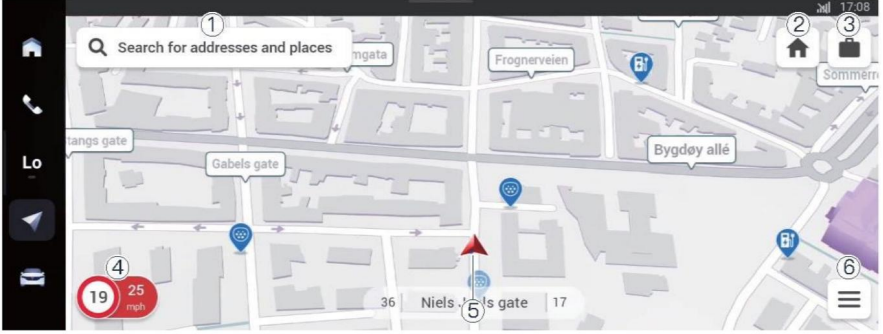 17:08
① ② ③
Search for addresses and places
mgata
Frognerveien
Sommerr
tangs gate
Bygdøy allé
Lo
Gabels gate
④ ⑥
19
25
mph
36
Niels
gate
17
⑤